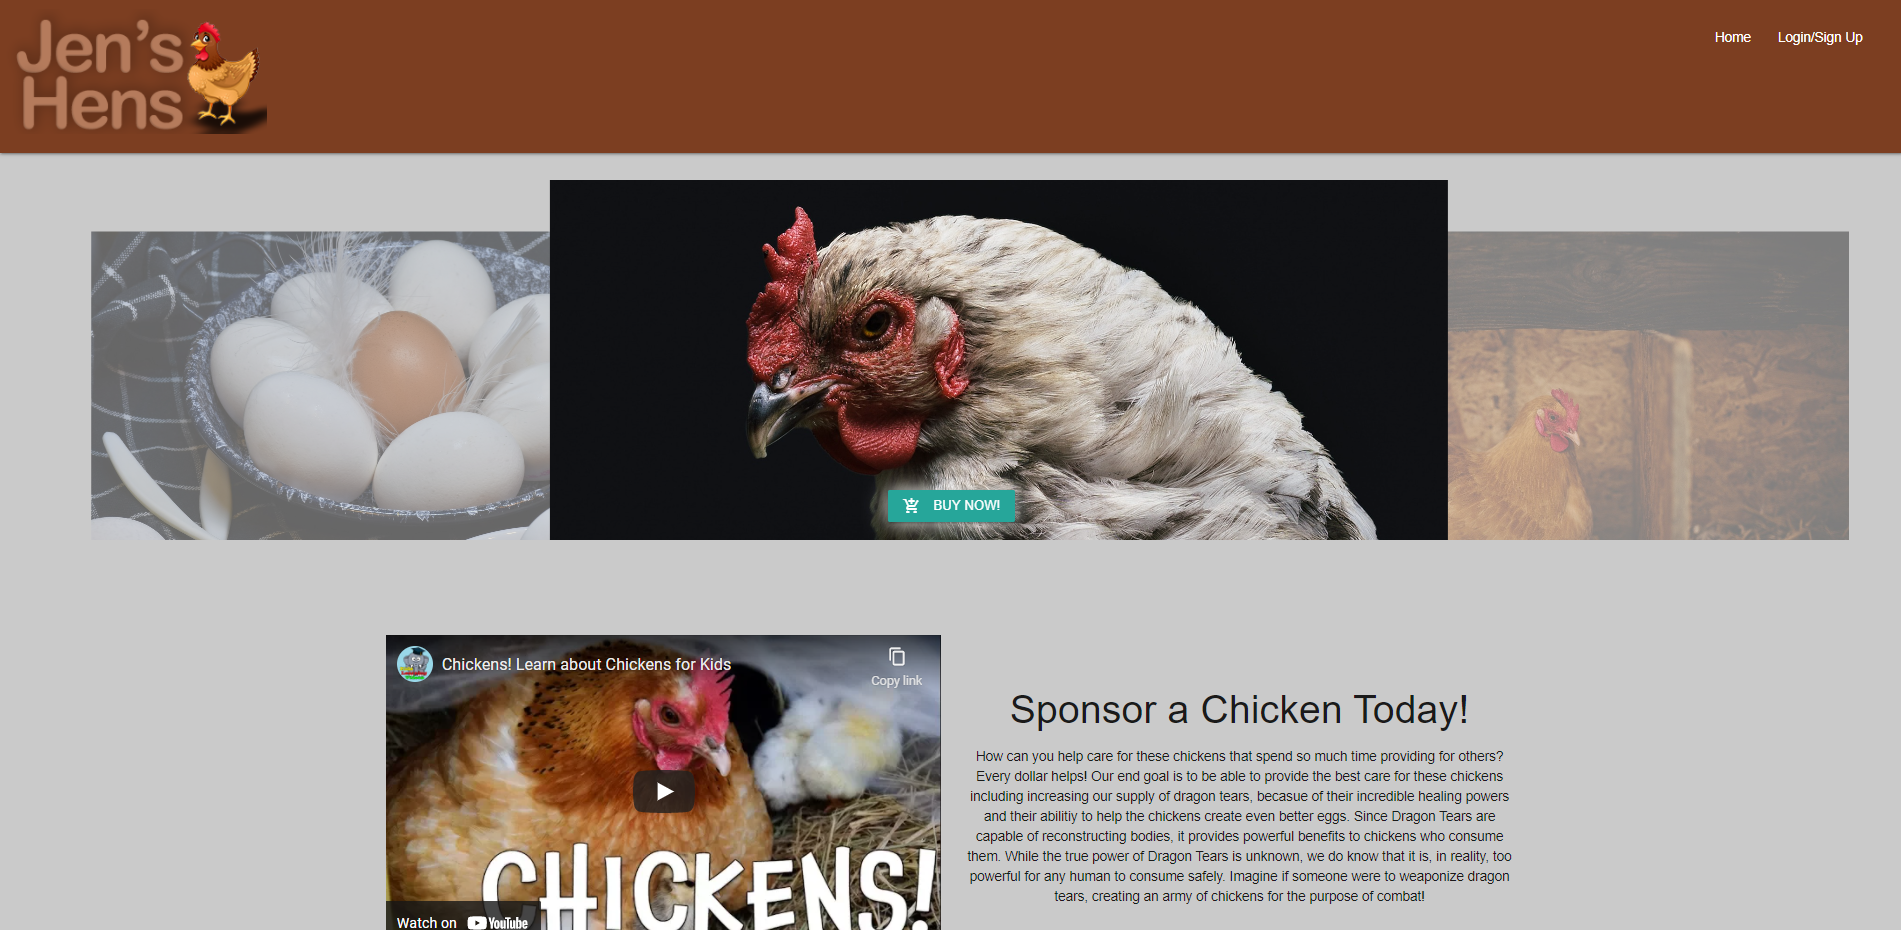 Jen's
Hens
Home
Login/Sign Up
BUY NOW!
Chickens! Learn about Chickens for Kids
Copy link
CHICKENS!
Watch on YouTube
Sponsor a Chicken Today!
How can you help care for these chickens that spend so much time providing for others?
Every dollar helps! Our end goal is to be able to provide the best care for these chickens
including increasing our supply of dragon tears, becasue of their incredible healing powers
and their abilitiy to help the chickens create even better eggs. Since Dragon Tears are
capable of reconstructing bodies, it provides powerful benefits to chickens who consume
them. While the true power of Dragon Tears is unknown, we do know that it is, in reality, too
powerful for any human to consume safely. Imagine if someone were to weaponize dragon
tears, creating an army of chickens for the purpose of combat!